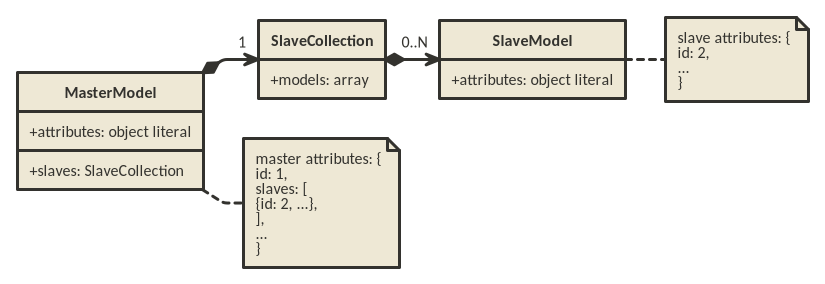 MasterModel
+attributes: object literal
+slaves: SlaveCollection
1
SlaveCollection
+models: array
0..N
SlaveModel
+attributes: object literal
slave attributes: {
id: 2,
...
}
master attributes: {
id: 1,
slaves: [
{id: 2, ...},
],
...
}